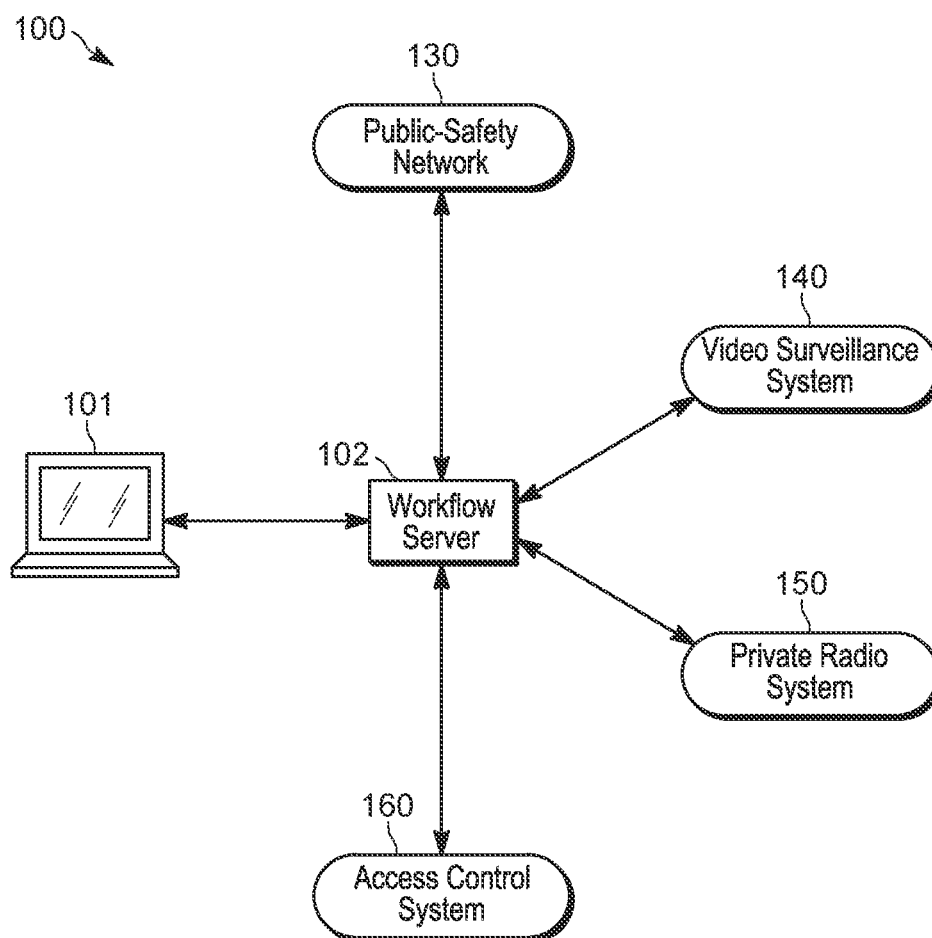 100
130
Public-Safety
Network
140
Video Surveillance
System
101
102
Workflow
Server
150
Private Radio
System
160
Access Control
System